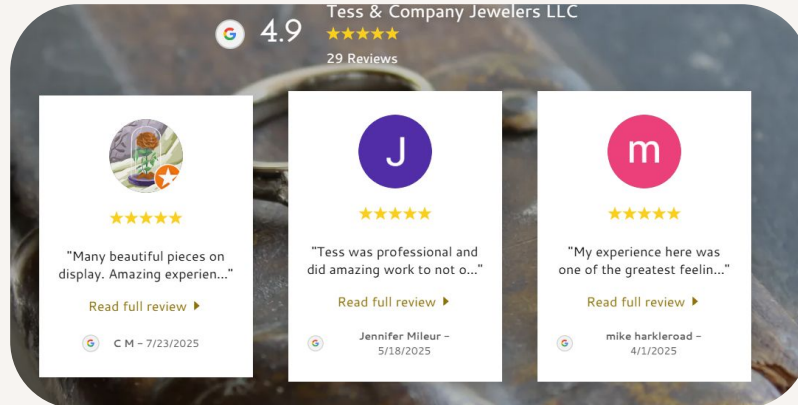 Tess & Company Jewelers LLC
4.9
29 Reviews
"Many beautiful pieces on
display. Amazing experien..."
Read full review
C M – 7/23/2025
J
"Tess was professional and
did amazing work to not o..."
Read full review
Jennifer Mileur –
5/18/2025
m
"My experience here was
one of the greatest feelin..."
Read full review
mike harkleroad –
4/1/2025